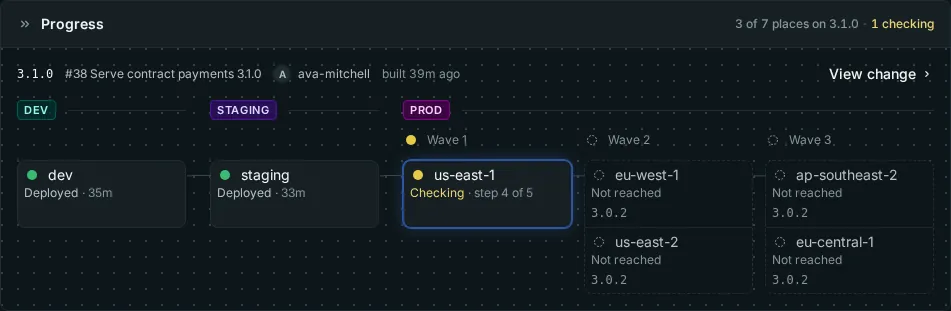 » Progress
3 of 7 places on 3.1.0 · 1 checking
3.1.0 #38 Serve contract payments 3.1.0 A ava-mitchell built 39m ago
View change ›
DEV
STAGING
PROD
Wave 1
Wave 2
Wave 3
dev
Deployed · 35m
staging
Deployed · 33m
us-east-1
Checking · step 4 of 5
eu-west-1
Not reached
3.0.2
us-east-2
Not reached
3.0.2
ap-southeast-2
Not reached
3.0.2
eu-central-1
Not reached
3.0.2